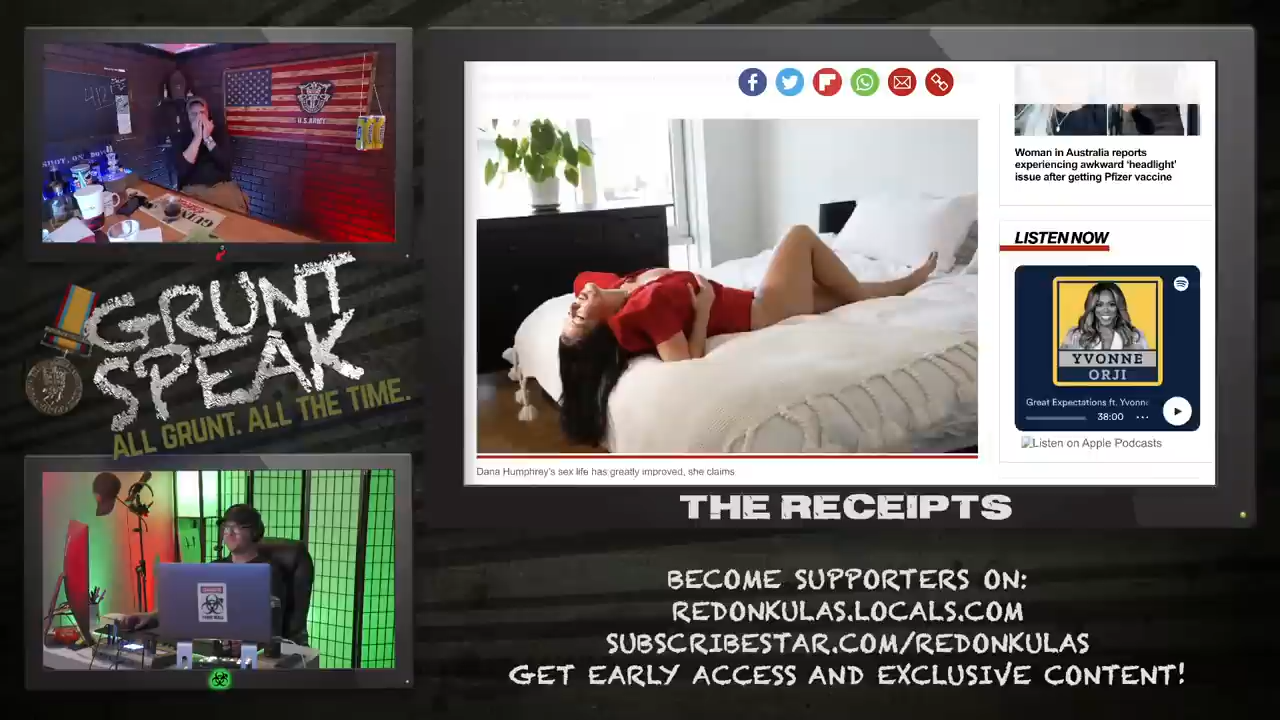 U.S. ARMY
GRUNT
SPEAK
ALL GRUNT. ALL THE TIME.
Dana Humphrey's sex life has greatly improved, she claims
Woman in Australia reports
experiencing awkward ‘headlight’
issue after getting Pfizer vaccine
LISTEN NOW
YVONNE
ORJI
Great Expectations ft. Yvonn
38:00
Listen on Apple Podcasts
THE RECEIPTS
BECOME SUPPORTERS ON:
REDONKULAS.LOCALS.COM
SUBSCRIBESTAR.COM/REDONKULAS
GET EARLY ACCESS AND EXCLUSIVE CONTENT!